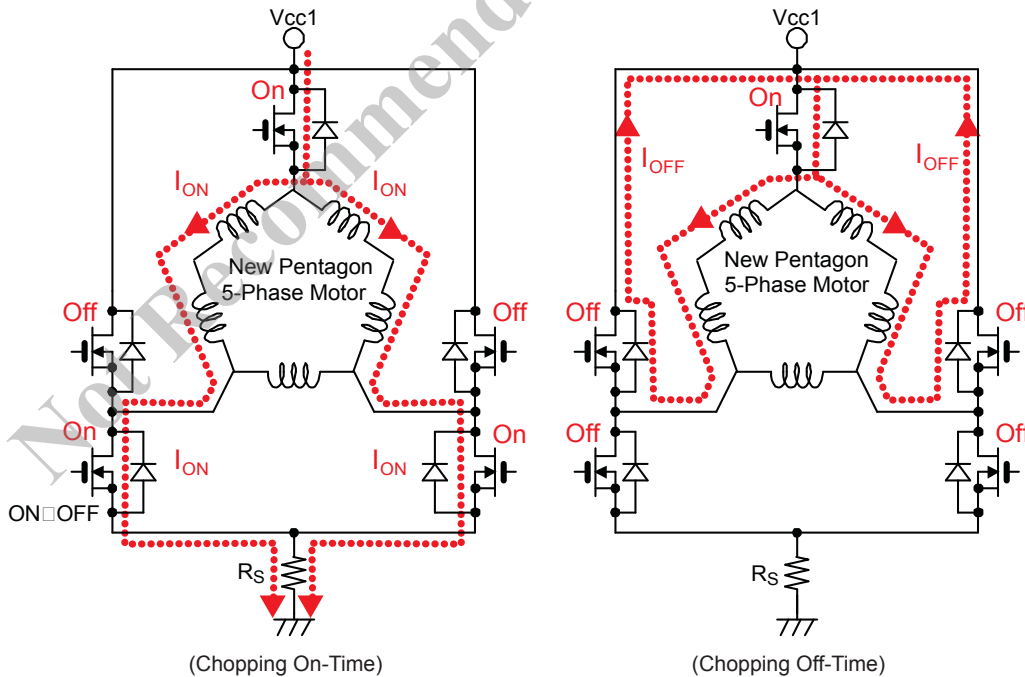 Vcc1
On
I_ON
I_ON
New Pentagon
5-Phase Motor
Off
Off
On
On
I_ON
I_ON
ON□OFF
R_S
(Chopping On-Time)
Vcc1
On
I_OFF
I_OFF
New Pentagon
5-Phase Motor
Off
Off
Off
Off
R_S
(Chopping Off-Time)
Not Recommend